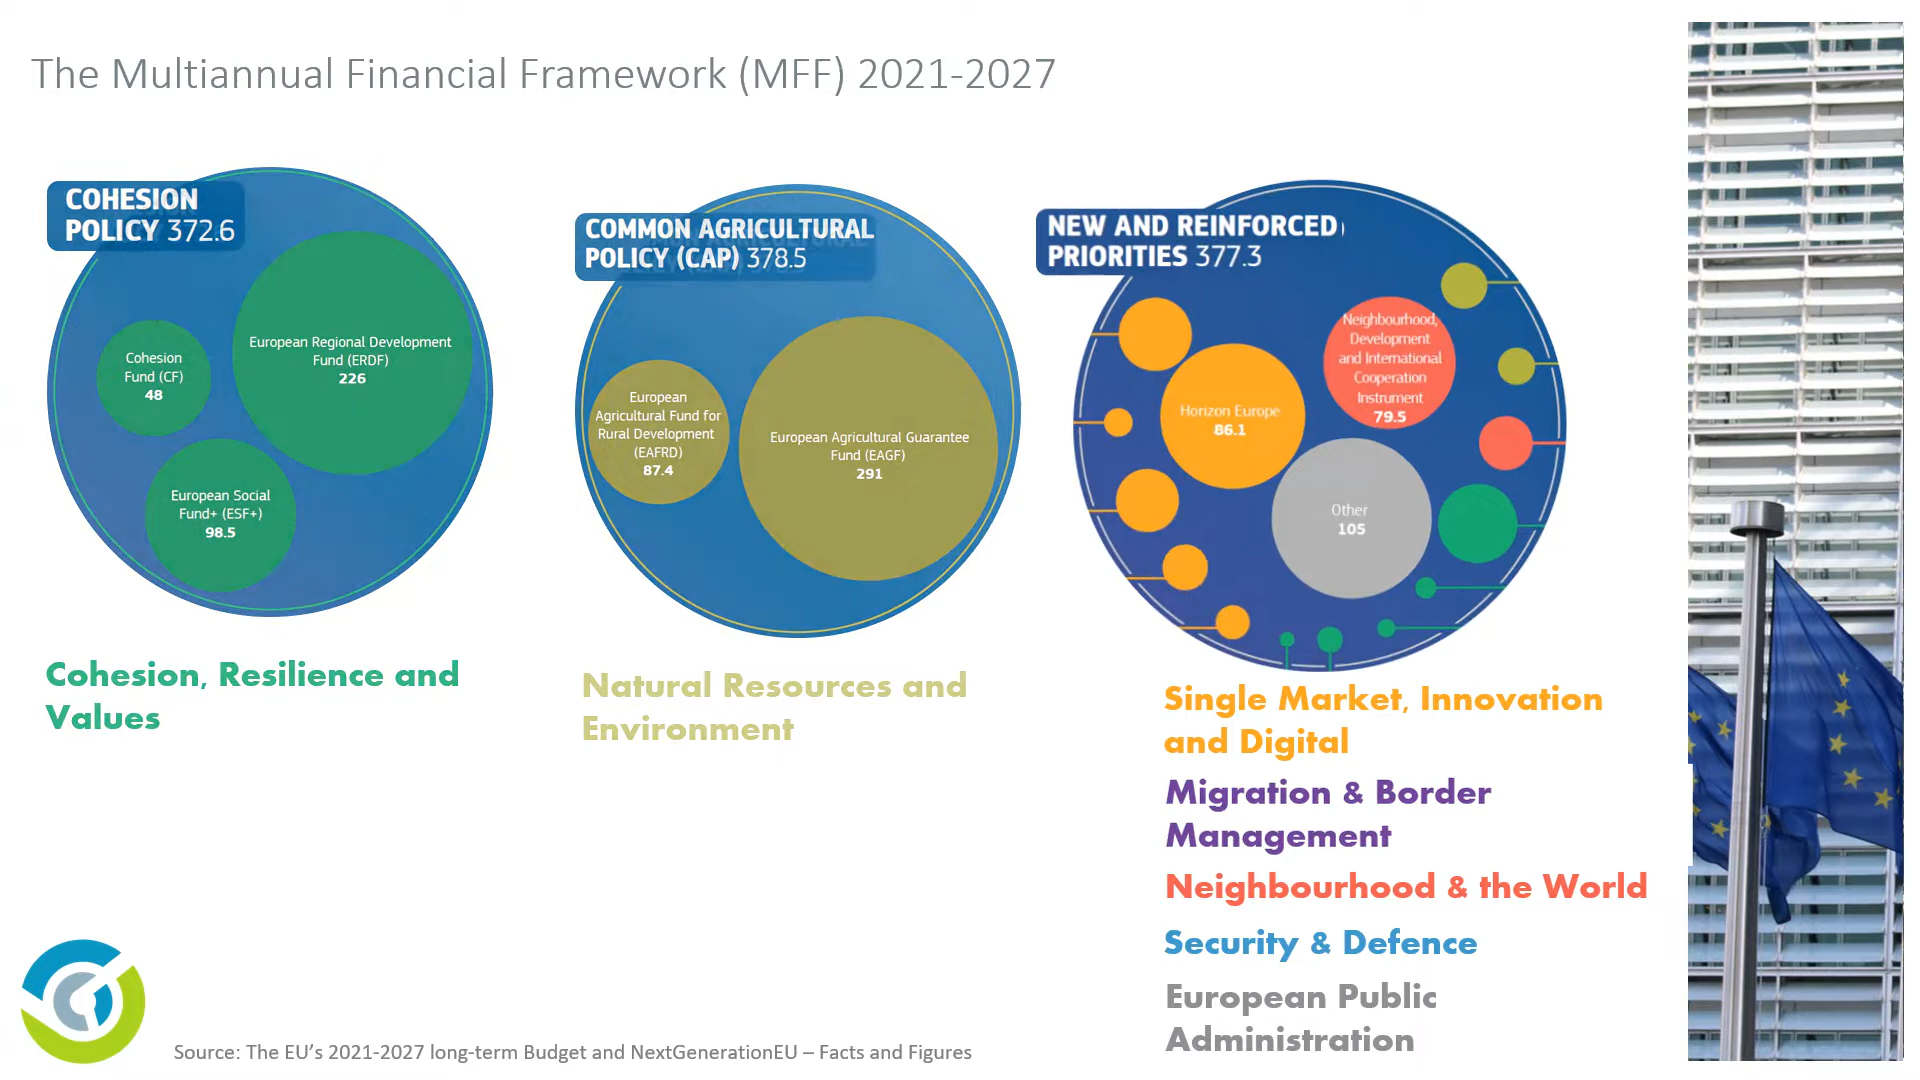 The Multiannual Financial Framework (MFF) 2021-2027
COHESION
POLICY 372.6
European Regional Development
Fund (ERDF)
226
Cohesion
Fund (CF)
48
European Social
Fund+ (ESF+)
98.5
Cohesion, Resilience and
Values
COMMON AGRICULTURAL
POLICY (CAP) 378.5
European
Agricultural Fund for
Rural Development
(EAFRD)
87.4
European Agricultural Guarantee
Fund (EAGF)
291
Natural Resources and
Environment
NEW AND REINFORCED
PRIORITIES 377.3
Neighbourhood,
Development
and International
Cooperation
Instrument
79.5
Horizon Europe
86.1
Other
105
Single Market, Innovation
and Digital
Migration & Border
Management
Neighbourhood & the World
Security & Defence
European Public
Administration
Source: The EU's 2021-2027 long-term Budget and NextGenerationEU – Facts and Figures